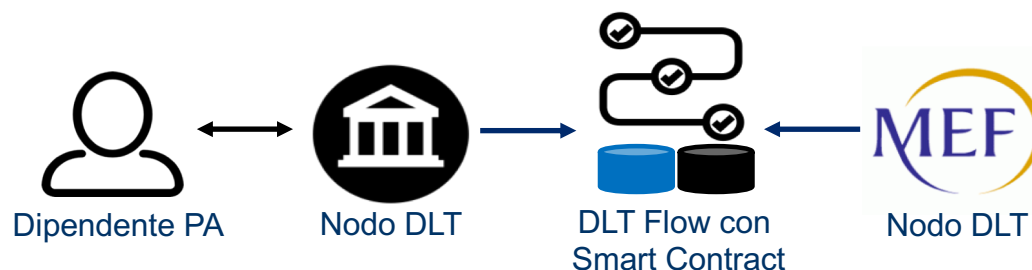 MEF
Dipendente PA
Nodo DLT
DLT Flow con
Smart Contract
Nodo DLT